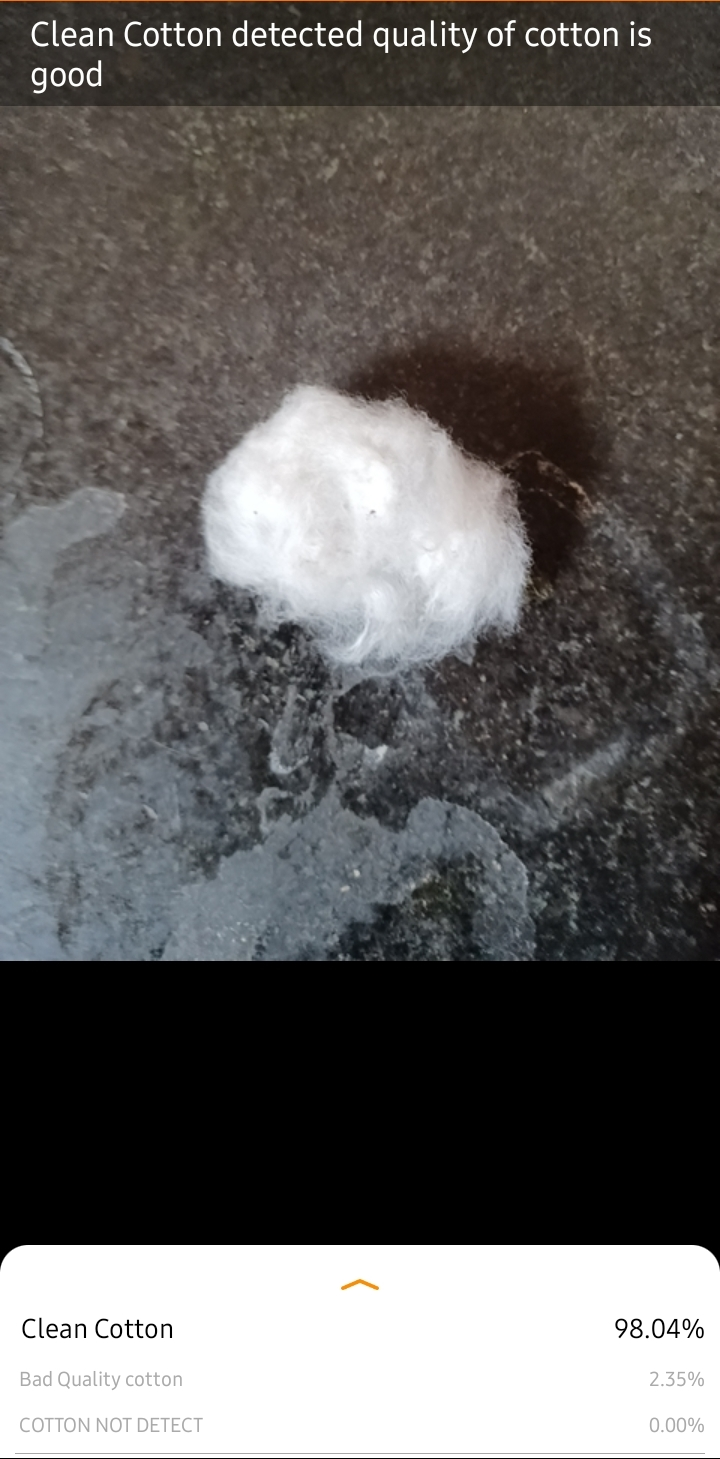 Clean Cotton detected quality of cotton is
good
Clean Cotton 98.04%
Bad Quality cotton 2.35%
COTTON NOT DETECT 0.00%